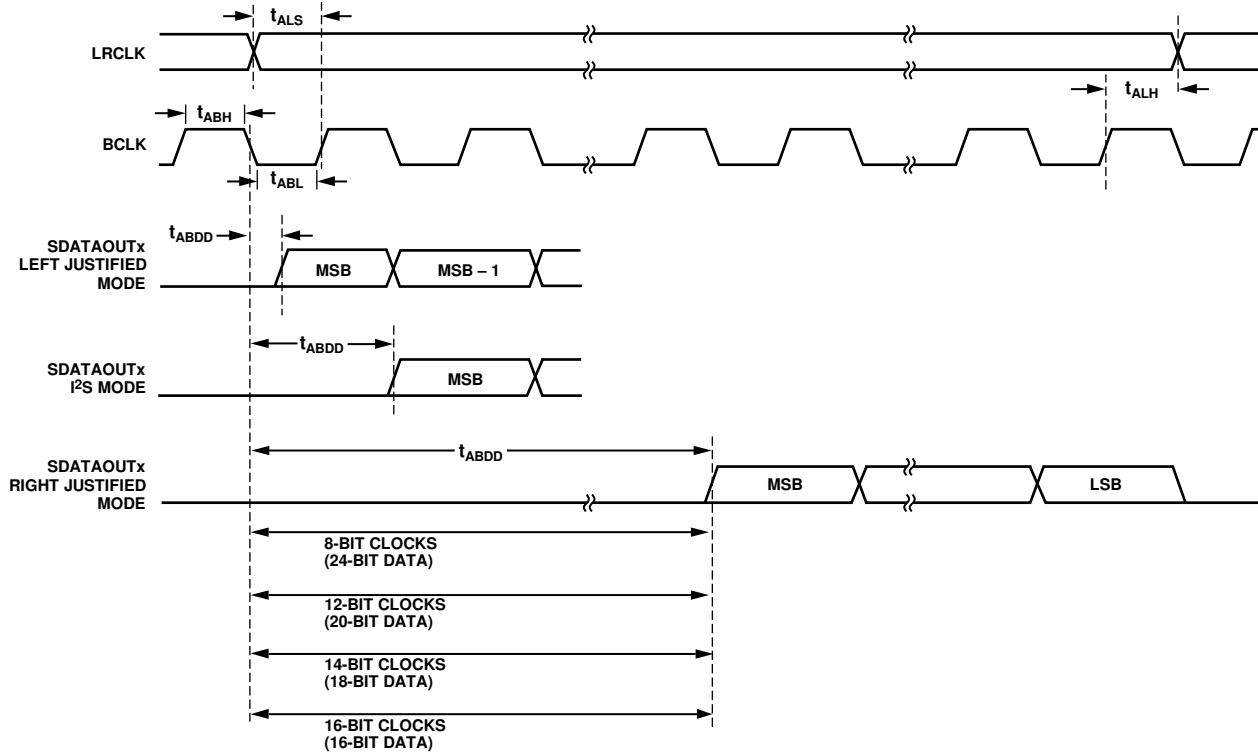 tALS
LRCLK
tALH
tABH
BCLK
tABL
tABDD
SDATAOUTx
LEFT JUSTIFIED
MODE
MSB
MSB – 1
tABDD
SDATAOUTx
I2S MODE
MSB
tABDD
SDATAOUTx
RIGHT JUSTIFIED
MODE
MSB
LSB
8-BIT CLOCKS
(24-BIT DATA)
12-BIT CLOCKS
(20-BIT DATA)
14-BIT CLOCKS
(18-BIT DATA)
16-BIT CLOCKS
(16-BIT DATA)